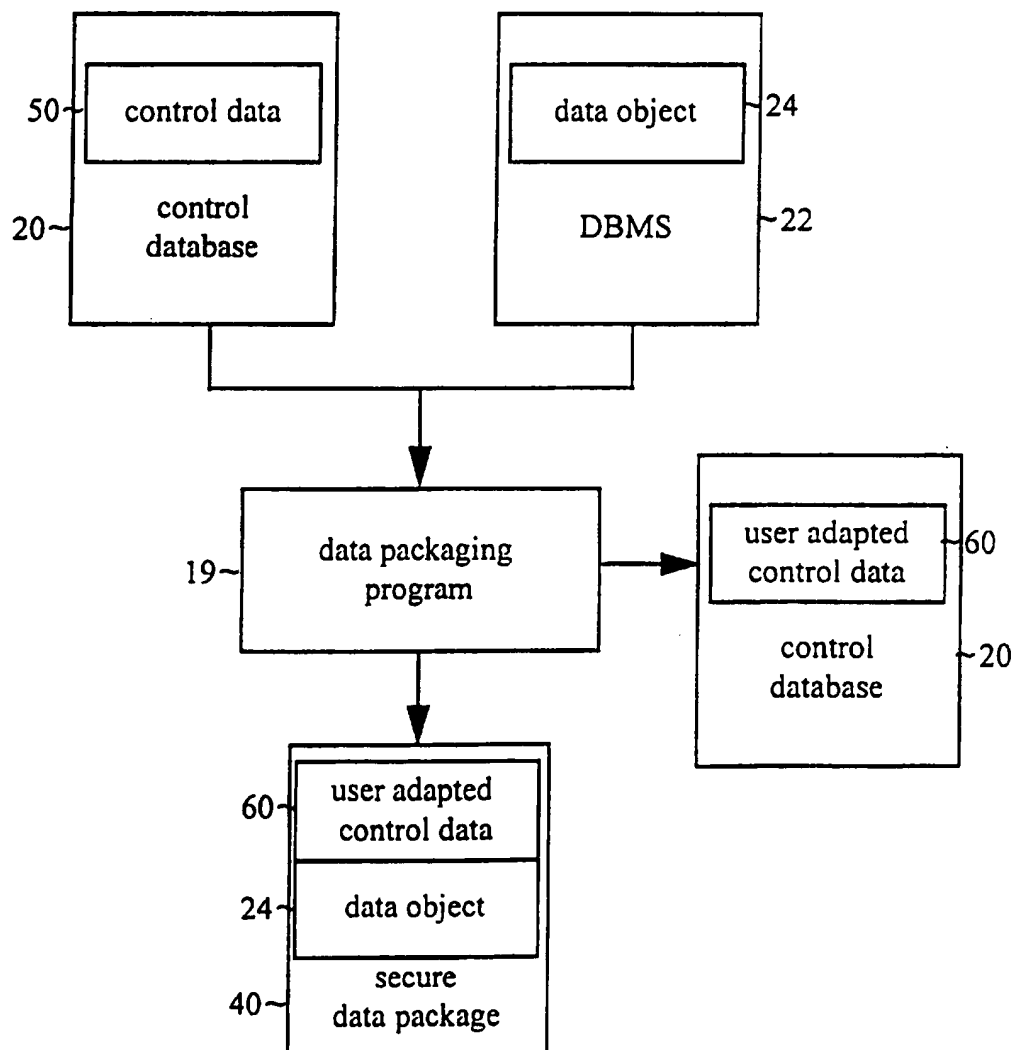 50~ control data
data object 24
20~ control
database
DBMS ~22
19~ data packaging
program
user adapted 60
control data
control ~20
database
60~ user adapted
control data
24~ data object
secure
40~ data package